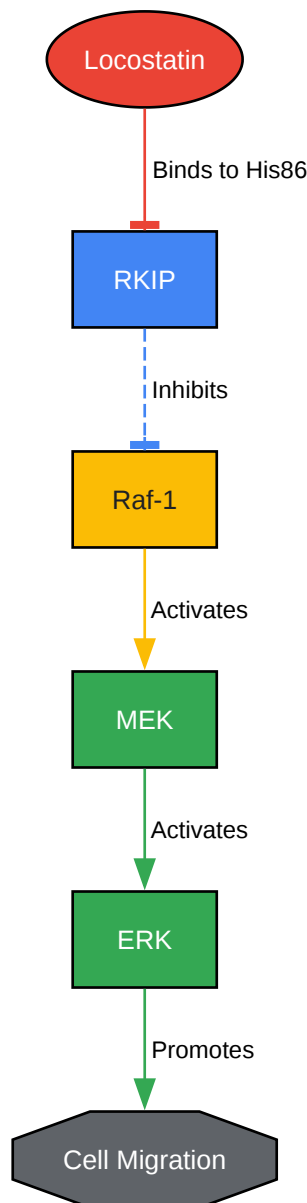 Locostatin
Binds to His86
RKIP
Inhibits
Raf-1
Activates
MEK
Activates
ERK
Promotes
Cell Migration